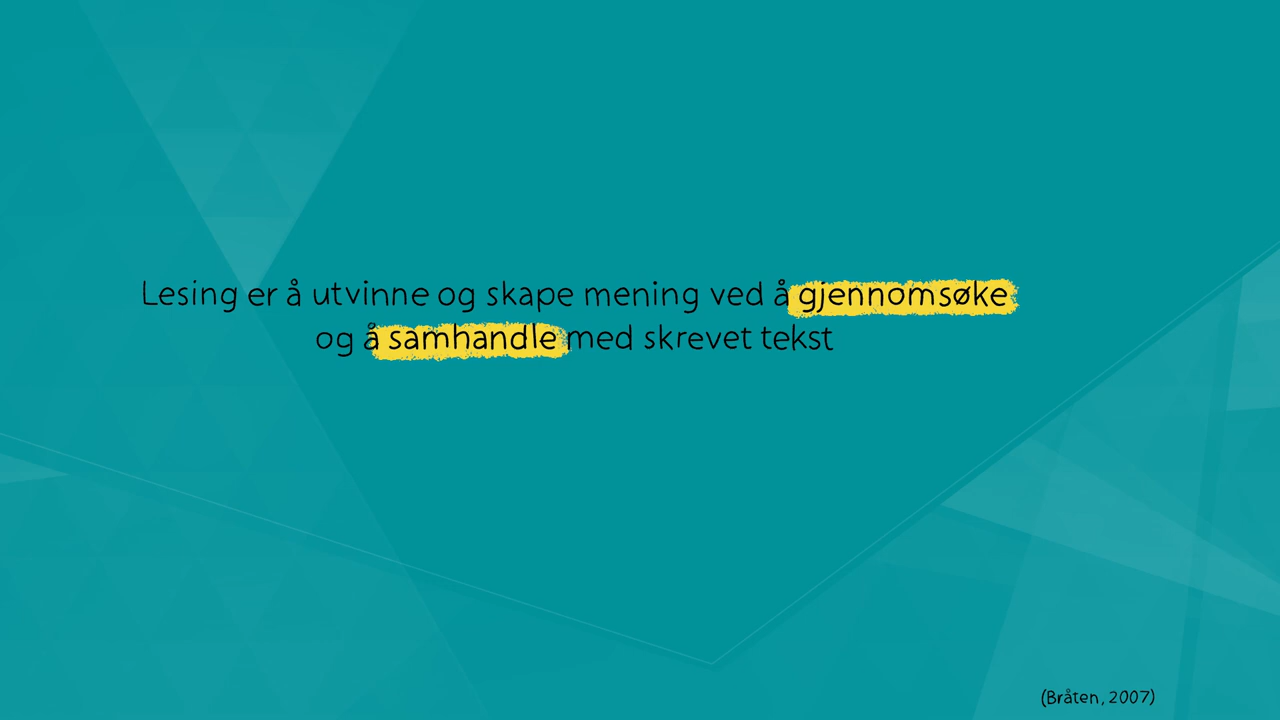 Lesing er å utvinne og skape mening ved å gjennomsøke
og å samhandle med skrevet tekst
(Bråten, 2007)